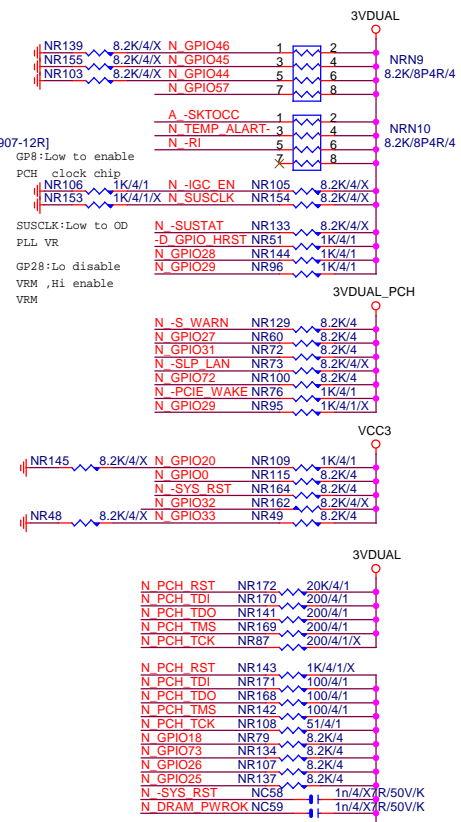 3VDUAL
NR139 8.2K/4/X N_GPIO46 1 2
NR155 8.2K/4/X N_GPIO45 3 4 NRN9
NR103 8.2K/4/X N_GPIO44 5 6 8.2K/8P4R/4
N_GPIO57 7 8
A_-SKTOCC 1 2
N_TEMP_ALART- 3 4 NRN10
907-12R] N_-RI 5 6 8.2K/8P4R/4
7 8
GP8:Low to enable
PCH clock chip
NR106 1K/4/1 N_-IGC_EN NR105 8.2K/4/X
NR153 1K/4/1/X N_SUSCLK NR154 8.2K/4/X
SUSCLK:Low to OD
PLL VR
N_-SUSTAT NR133 8.2K/4/X
-D_GPIO_HRST NR51 1K/4/1
N_GPIO28 NR144 1K/4/1
N_GPIO29 NR96 1K/4/1
GP28:Lo disable
VRM ,Hi enable
VRM
3VDUAL_PCH
N_-S_WARN NR129 8.2K/4
N_GPIO27 NR60 8.2K/4
N_GPIO31 NR72 8.2K/4
N_-SLP_LAN NR73 8.2K/4/X
N_GPIO72 NR100 8.2K/4
N_-PCIE_WAKE NR76 1K/4/1
N_GPIO29 NR95 1K/4/1/X
VCC3
NR145 8.2K/4/X N_GPIO20 NR109 1K/4/1
N_GPIO0 NR115 8.2K/4
N_-SYS_RST NR164 8.2K/4
N_GPIO32 NR162 8.2K/4/X
NR48 8.2K/4/X N_GPIO33 NR49 8.2K/4
3VDUAL
N_PCH_RST NR172 20K/4/1
N_PCH_TDI NR170 200/4/1
N_PCH_TDO NR141 200/4/1
N_PCH_TMS NR169 200/4/1
N_PCH_TCK NR87 200/4/1/X
N_PCH_RST NR143 1K/4/1/X
N_PCH_TDI NR171 100/4/1
N_PCH_TDO NR168 100/4/1
N_PCH_TMS NR142 100/4/1
N_PCH_TCK NR108 51/4/1
N_GPIO18 NR79 8.2K/4
N_GPIO73 NR134 8.2K/4
N_GPIO26 NR107 8.2K/4
N_GPIO25 NR137 8.2K/4
N_-SYS_RST NC58 1n/4/X7R/50V/K
N_DRAM_PWROK NC59 1n/4/X7R/50V/K